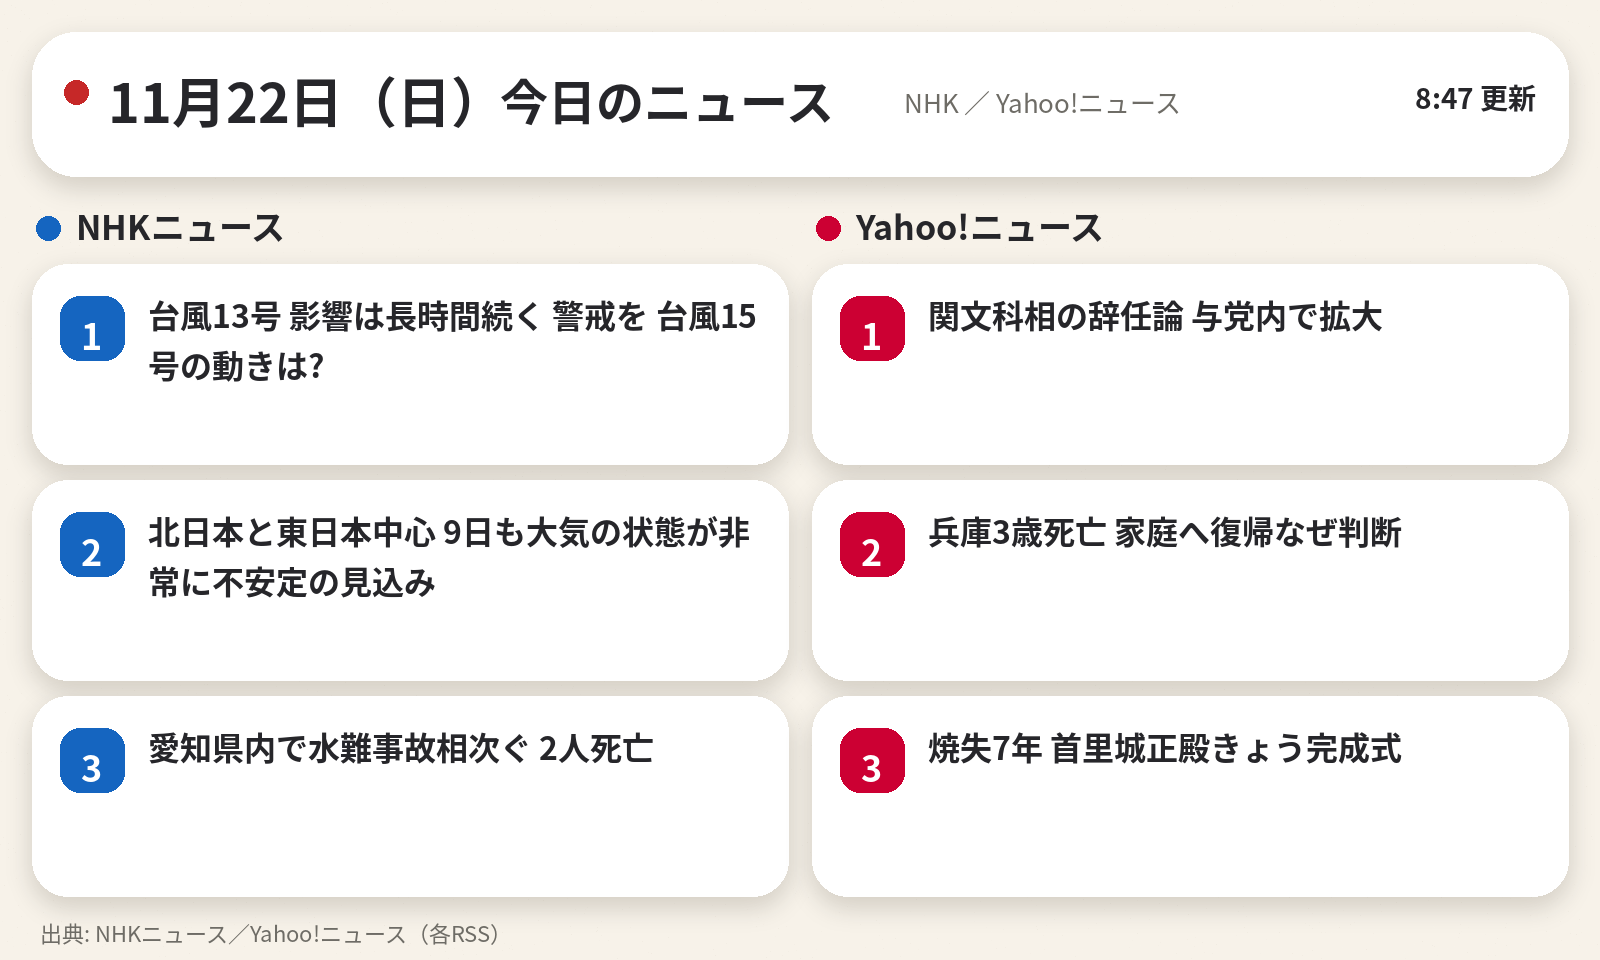 11月22日（日）今日のニュース
NHK ／ Yahoo!ニュース
8:47 更新
NHKニュース
1
台風13号 影響は長時間続く 警戒を 台風15
号の動きは?
2
北日本と東日本中心 9日も大気の状態が非
常に不安定の見込み
3
愛知県内で水難事故相次ぐ 2人死亡
Yahoo!ニュース
1
関文科相の辞任論 与党内で拡大
2
兵庫3歳死亡 家庭へ復帰なぜ判断
3
焼失7年 首里城正殿きょう完成式
出典: NHKニュース／Yahoo!ニュース（各RSS）